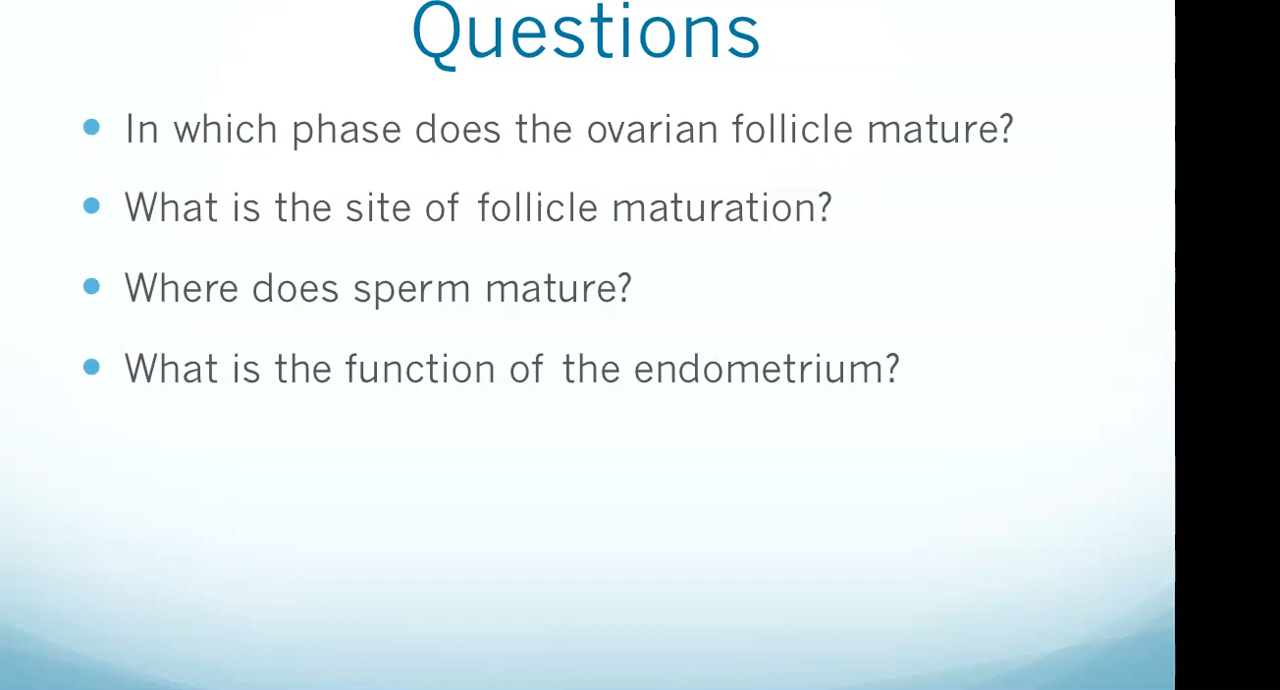 Questions
• In which phase does the ovarian follicle mature?
• What is the site of follicle maturation?
• Where does sperm mature?
• What is the function of the endometrium?